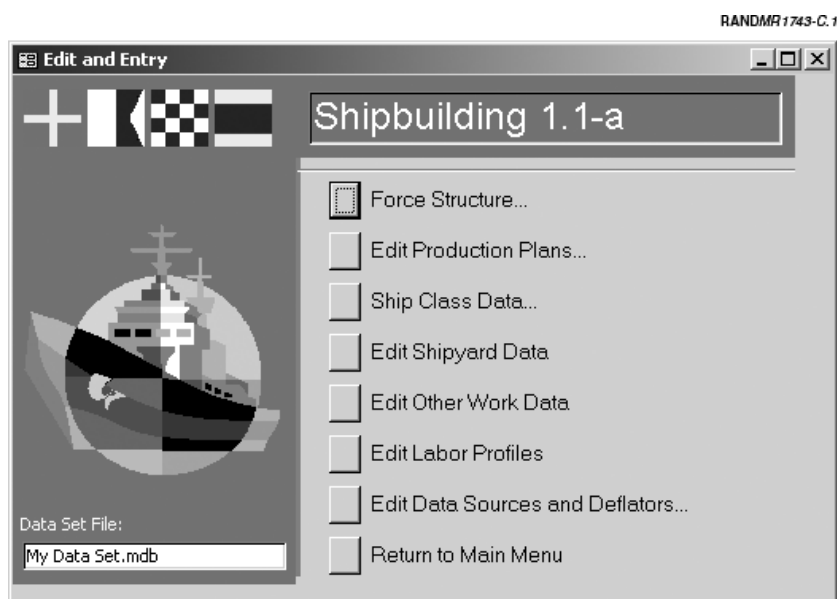 RANDMR1743-C.1
Edit and Entry
Shipbuilding 1.1-a
Force Structure...
Edit Production Plans...
Ship Class Data...
Edit Shipyard Data
Edit Other Work Data
Edit Labor Profiles
Edit Data Sources and Deflators...
Return to Main Menu
Data Set File:
My Data Set.mdb